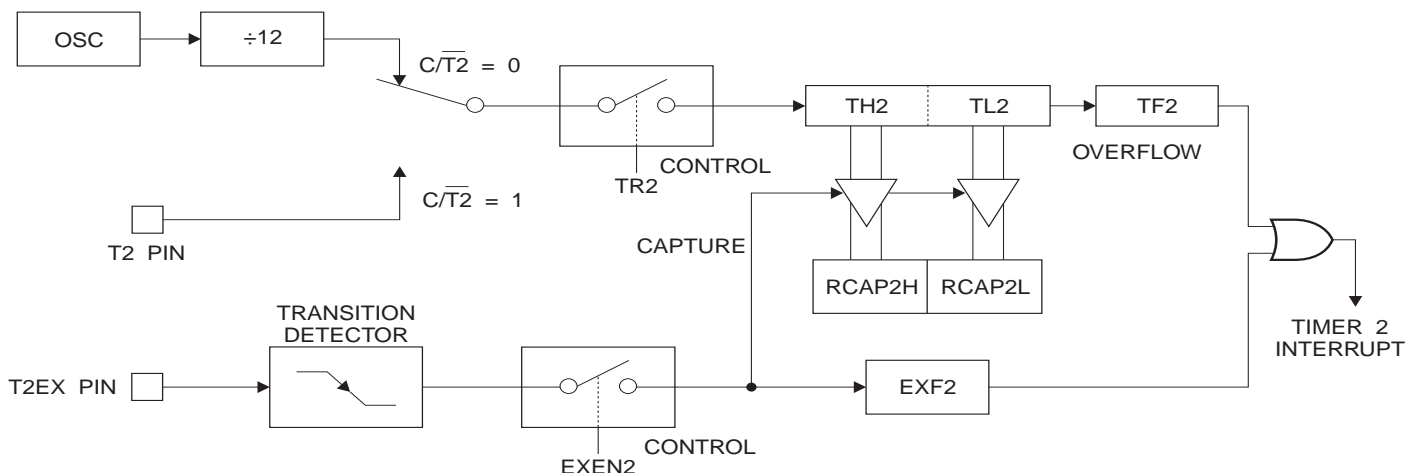 OSC
÷12
C/T2 = 0
TH2
TL2
TF2
OVERFLOW
CONTROL
TR2
C/T2 = 1
T2 PIN
CAPTURE
RCAP2H
RCAP2L
TRANSITION
DETECTOR
TIMER 2
INTERRUPT
T2EX PIN
EXF2
CONTROL
EXEN2